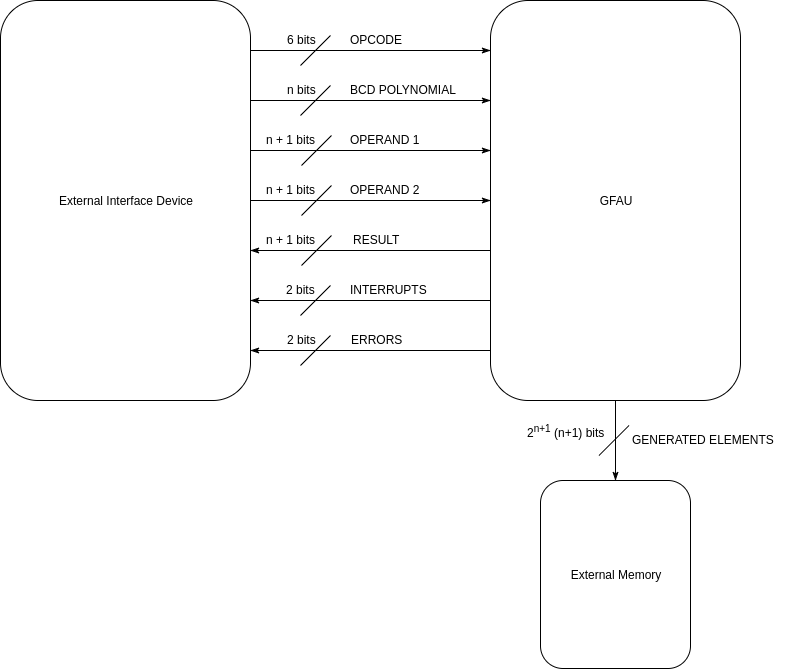 6 bits OPCODE
n bits BCD POLYNOMIAL
n + 1 bits OPERAND 1
External Interface Device
n + 1 bits OPERAND 2
GFAU
n + 1 bits RESULT
2 bits INTERRUPTS
2 bits ERRORS
2^{n+1} (n+1) bits GENERATED ELEMENTS
External Memory